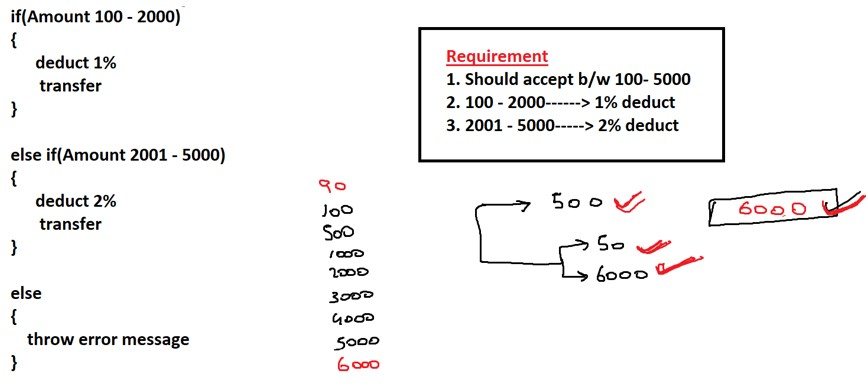 if(Amount 100 - 2000)
{
deduct 1%
transfer
}
else if(Amount 2001 - 5000)
{
deduct 2%
transfer
}
else
{
throw error message
}
90
100
500
1000
2000
3000
4000
5000
6000
Requirement
1. Should accept b/w 100- 5000
2. 100 - 2000------> 1% deduct
3. 2001 - 5000-----> 2% deduct
500
50
6000
6000